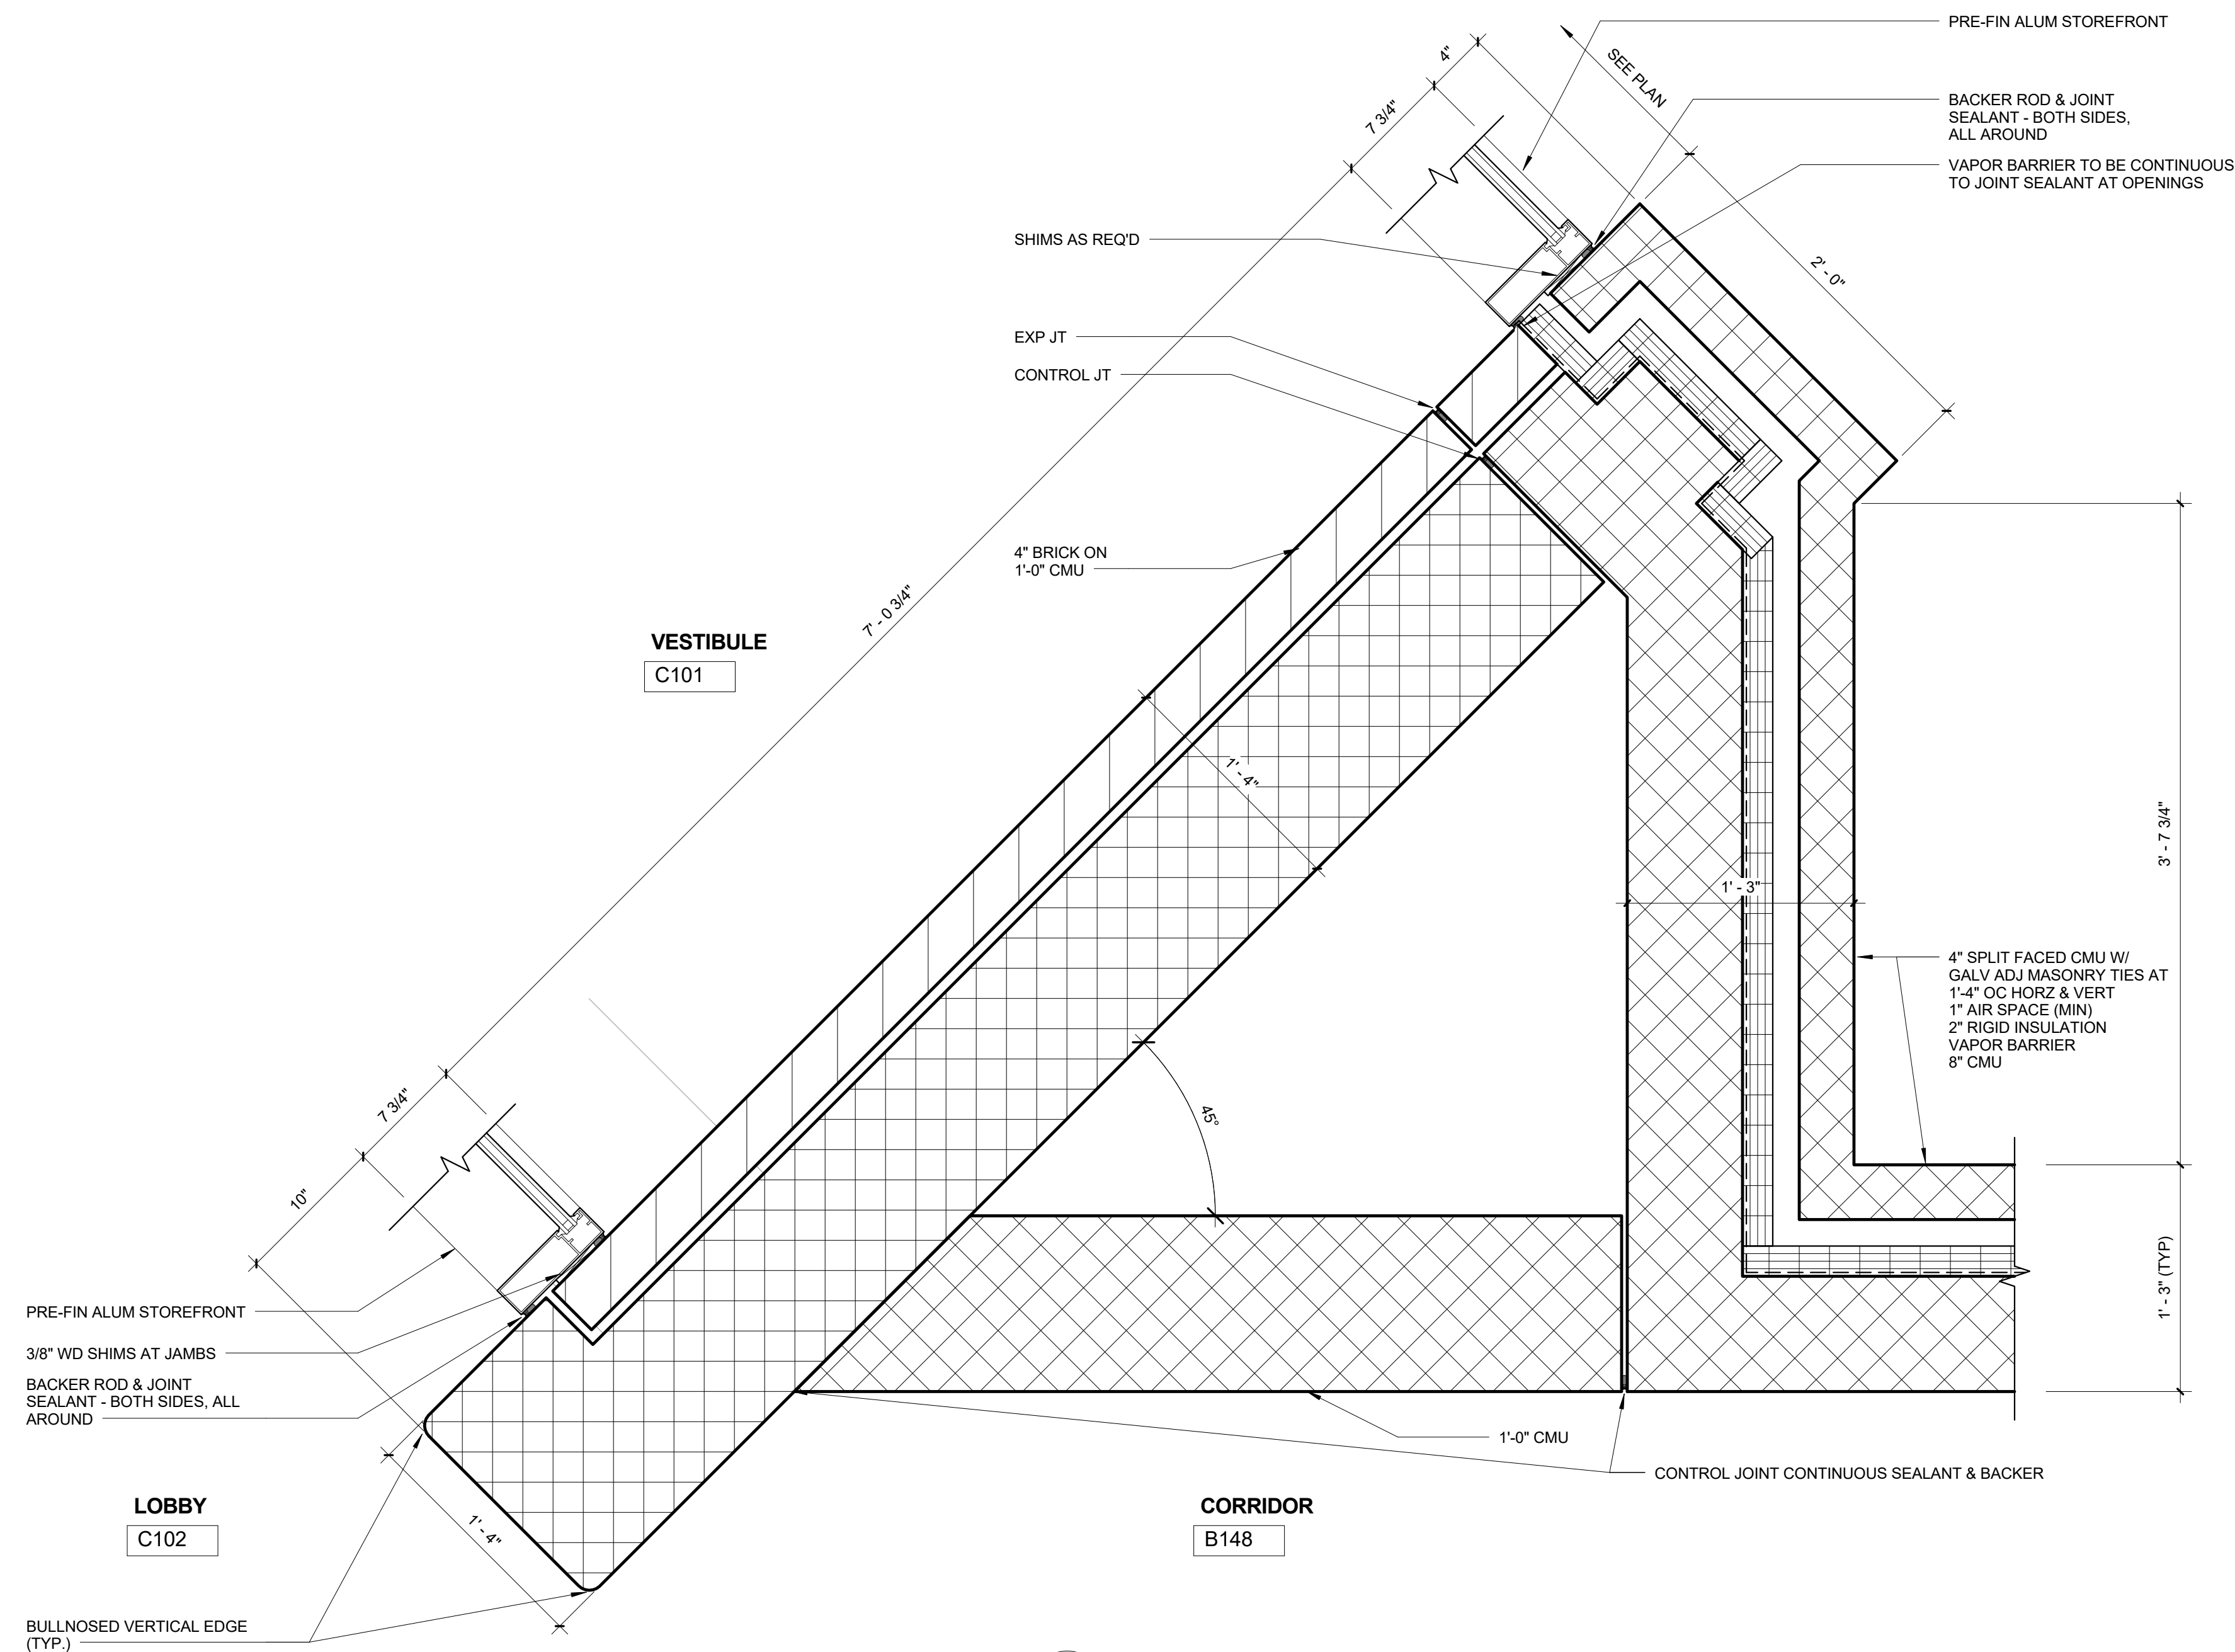 PRE-FIN ALUM STOREFRONT
4"
SEE PLAN
7 3/4"
BACKER ROD & JOINT
SEALANT - BOTH SIDES,
ALL AROUND
VAPOR BARRIER TO BE CONTINUOUS
TO JOINT SEALANT AT OPENINGS
SHIMS AS REQ'D
2' - 0"
EXP JT
CONTROL JT
4" BRICK ON
1'-0" CMU
7' - 0 3/4"
VESTIBULE
C101
1' - 4"
3' - 7 3/4"
1' - 3"
4" SPLIT FACED CMU W/
GALV ADJ MASONRY TIES AT
1'-4" OC HORZ & VERT
1" AIR SPACE (MIN)
2" RIGID INSULATION
VAPOR BARRIER
8" CMU
7 3/4"
45°
10"
1' - 3" (TYP)
PRE-FIN ALUM STOREFRONT
3/8" WD SHIMS AT JAMBS
BACKER ROD & JOINT
SEALANT - BOTH SIDES, ALL
AROUND
1'-0" CMU
CONTROL JOINT CONTINUOUS SEALANT & BACKER
LOBBY
C102
1' - 4"
CORRIDOR
B148
BULLNOSED VERTICAL EDGE
(TYP.)